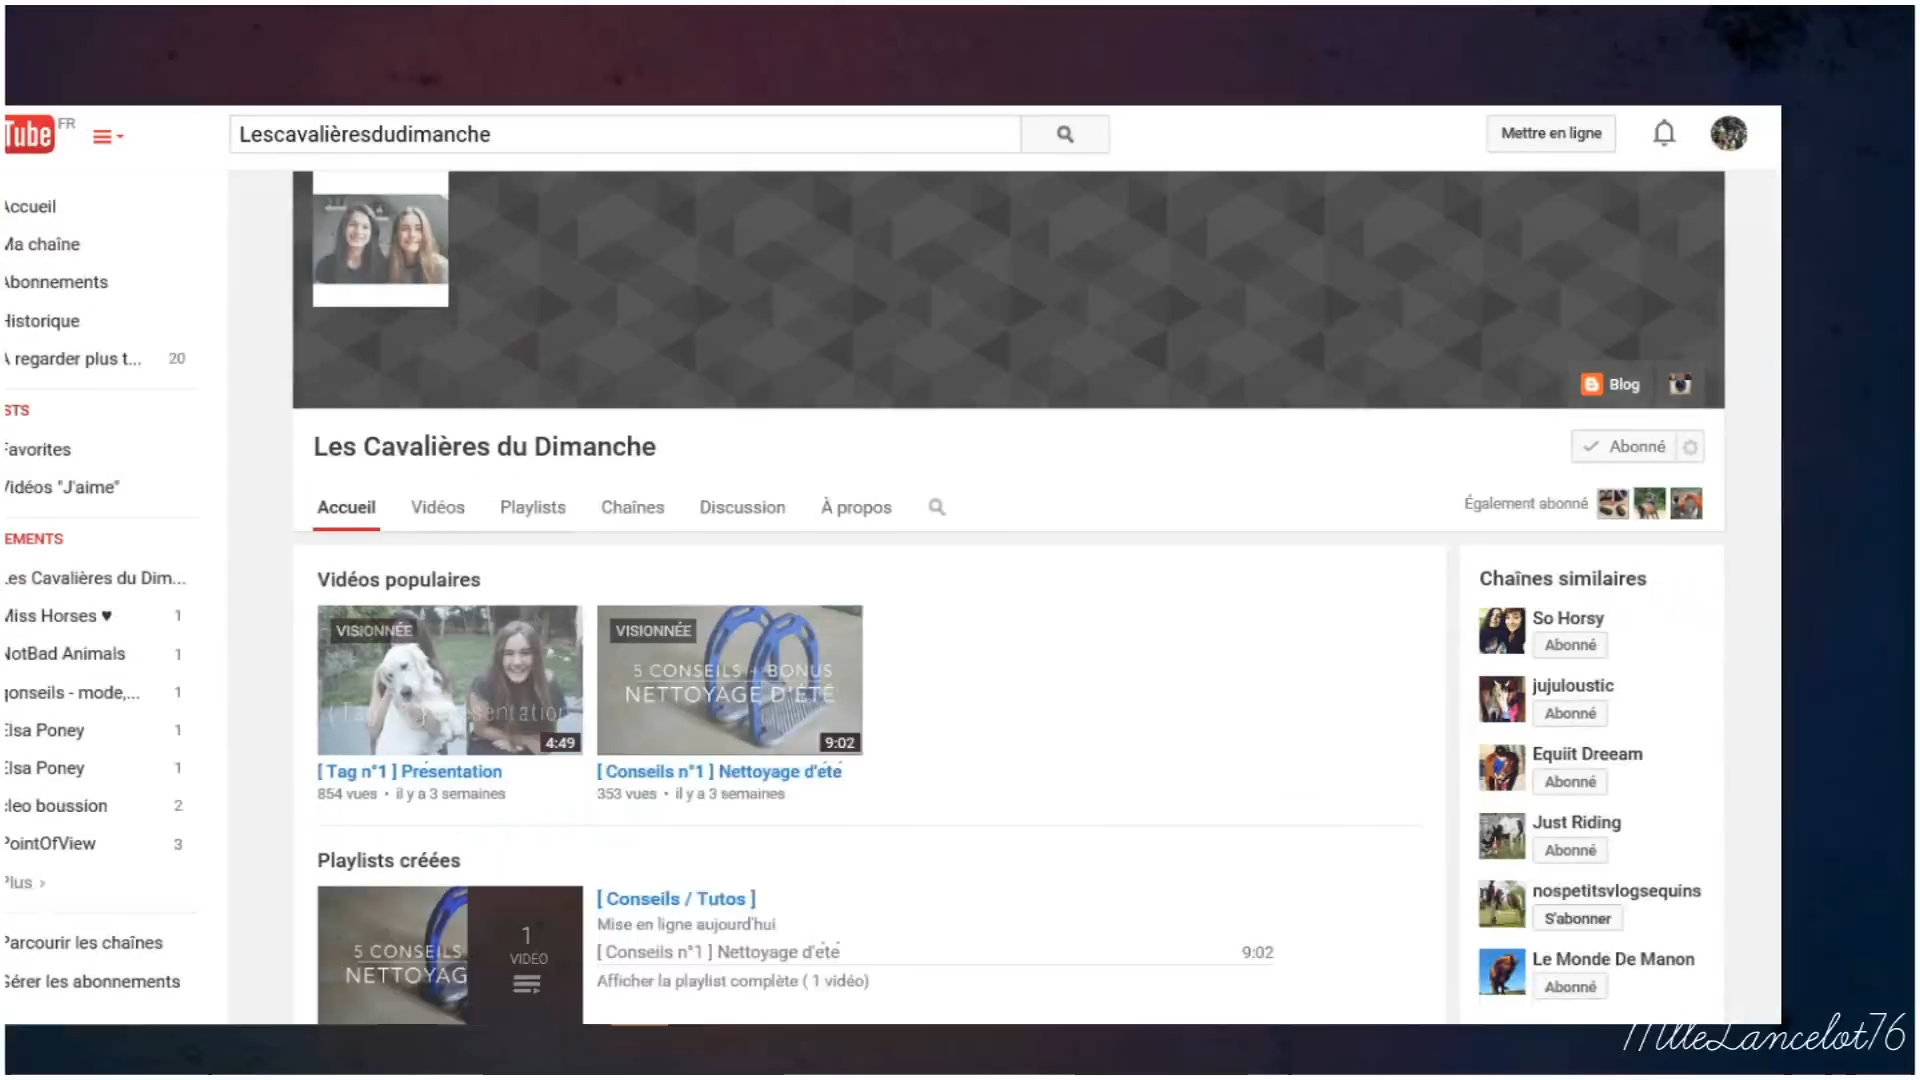 Tube FR
Lescavalièresdudimanche
Mettre en ligne
Accueil
Ma chaîne
Abonnements
Historique
À regarder plus t... 20
STS
Favorites
Vidéos "J'aime"
EMENTS
Les Cavalières du Dim...
Miss Horses ♥ 1
NotBad Animals 1
qonseils - mode,... 1
Elsa Poney 1
Elsa Poney 1
cleo boussion 2
PointOfView 3
Plus ›
Parcourir les chaînes
Gérer les abonnements
Blog
Les Cavalières du Dimanche
Abonné
Accueil Vidéos Playlists Chaînes Discussion À propos
Également abonné
Vidéos populaires
VISIONNÉE
4:49
[ Tag n°1 ] Présentation
854 vues • il y a 3 semaines
VISIONNÉE
5 CONSEILS + BONUS
NETTOYAGE D'ÉTÉ
9:02
[ Conseils n°1 ] Nettoyage d'été
353 vues • il y a 3 semaines
Playlists créées
5 CONSEILS
NETTOYAG
1
VIDÉO
[ Conseils / Tutos ]
Mise en ligne aujourd'hui
[ Conseils n°1 ] Nettoyage d'été 9:02
Afficher la playlist complète ( 1 vidéo)
Chaînes similaires
So Horsy
Abonné
jujuloustic
Abonné
Equiit Dreeam
Abonné
Just Riding
Abonné
nospetitsvlogsequins
S'abonner
Le Monde De Manon
Abonné
MlleLancelot76